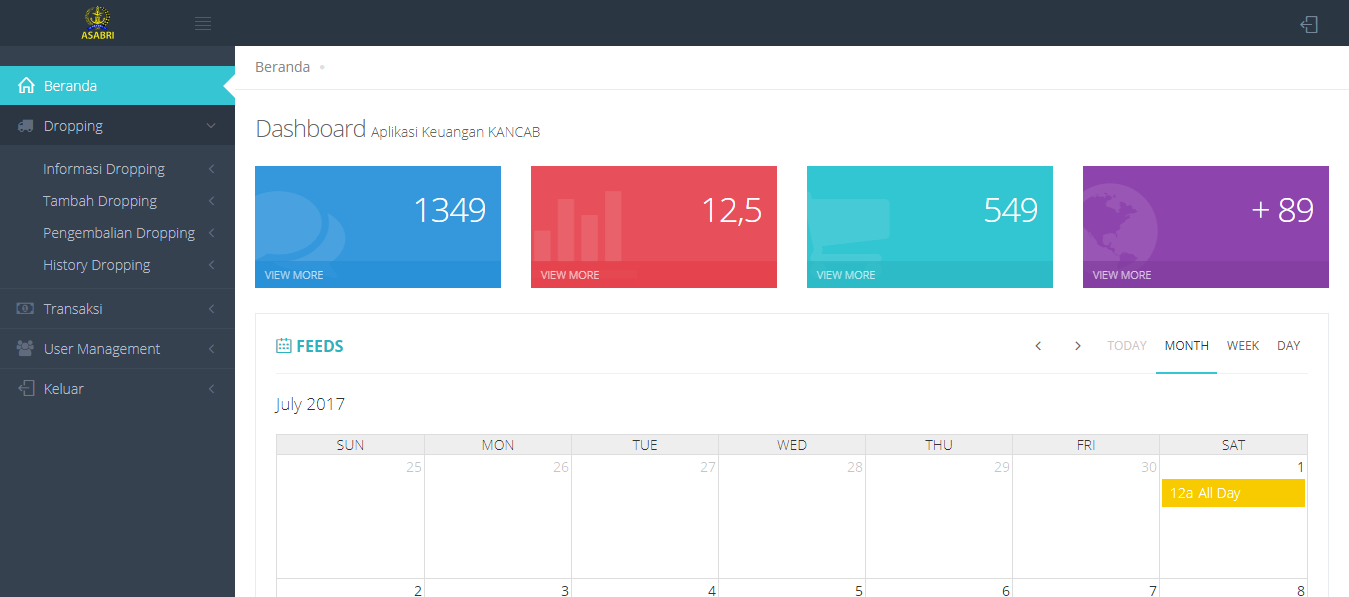 ASABRI
Beranda
Dropping
Informasi Dropping
Tambah Dropping
Pengembalian Dropping
History Dropping
Transaksi
User Management
Keluar
Beranda
Dashboard Aplikasi Keuangan KANCAB
1349
VIEW MORE
12,5
VIEW MORE
549
VIEW MORE
+ 89
VIEW MORE
FEEDS
TODAY MONTH WEEK DAY
July 2017
SUN MON TUE WED THU FRI SAT
25 26 27 28 29 30 1
12a All Day
2 3 4 5 6 7 8